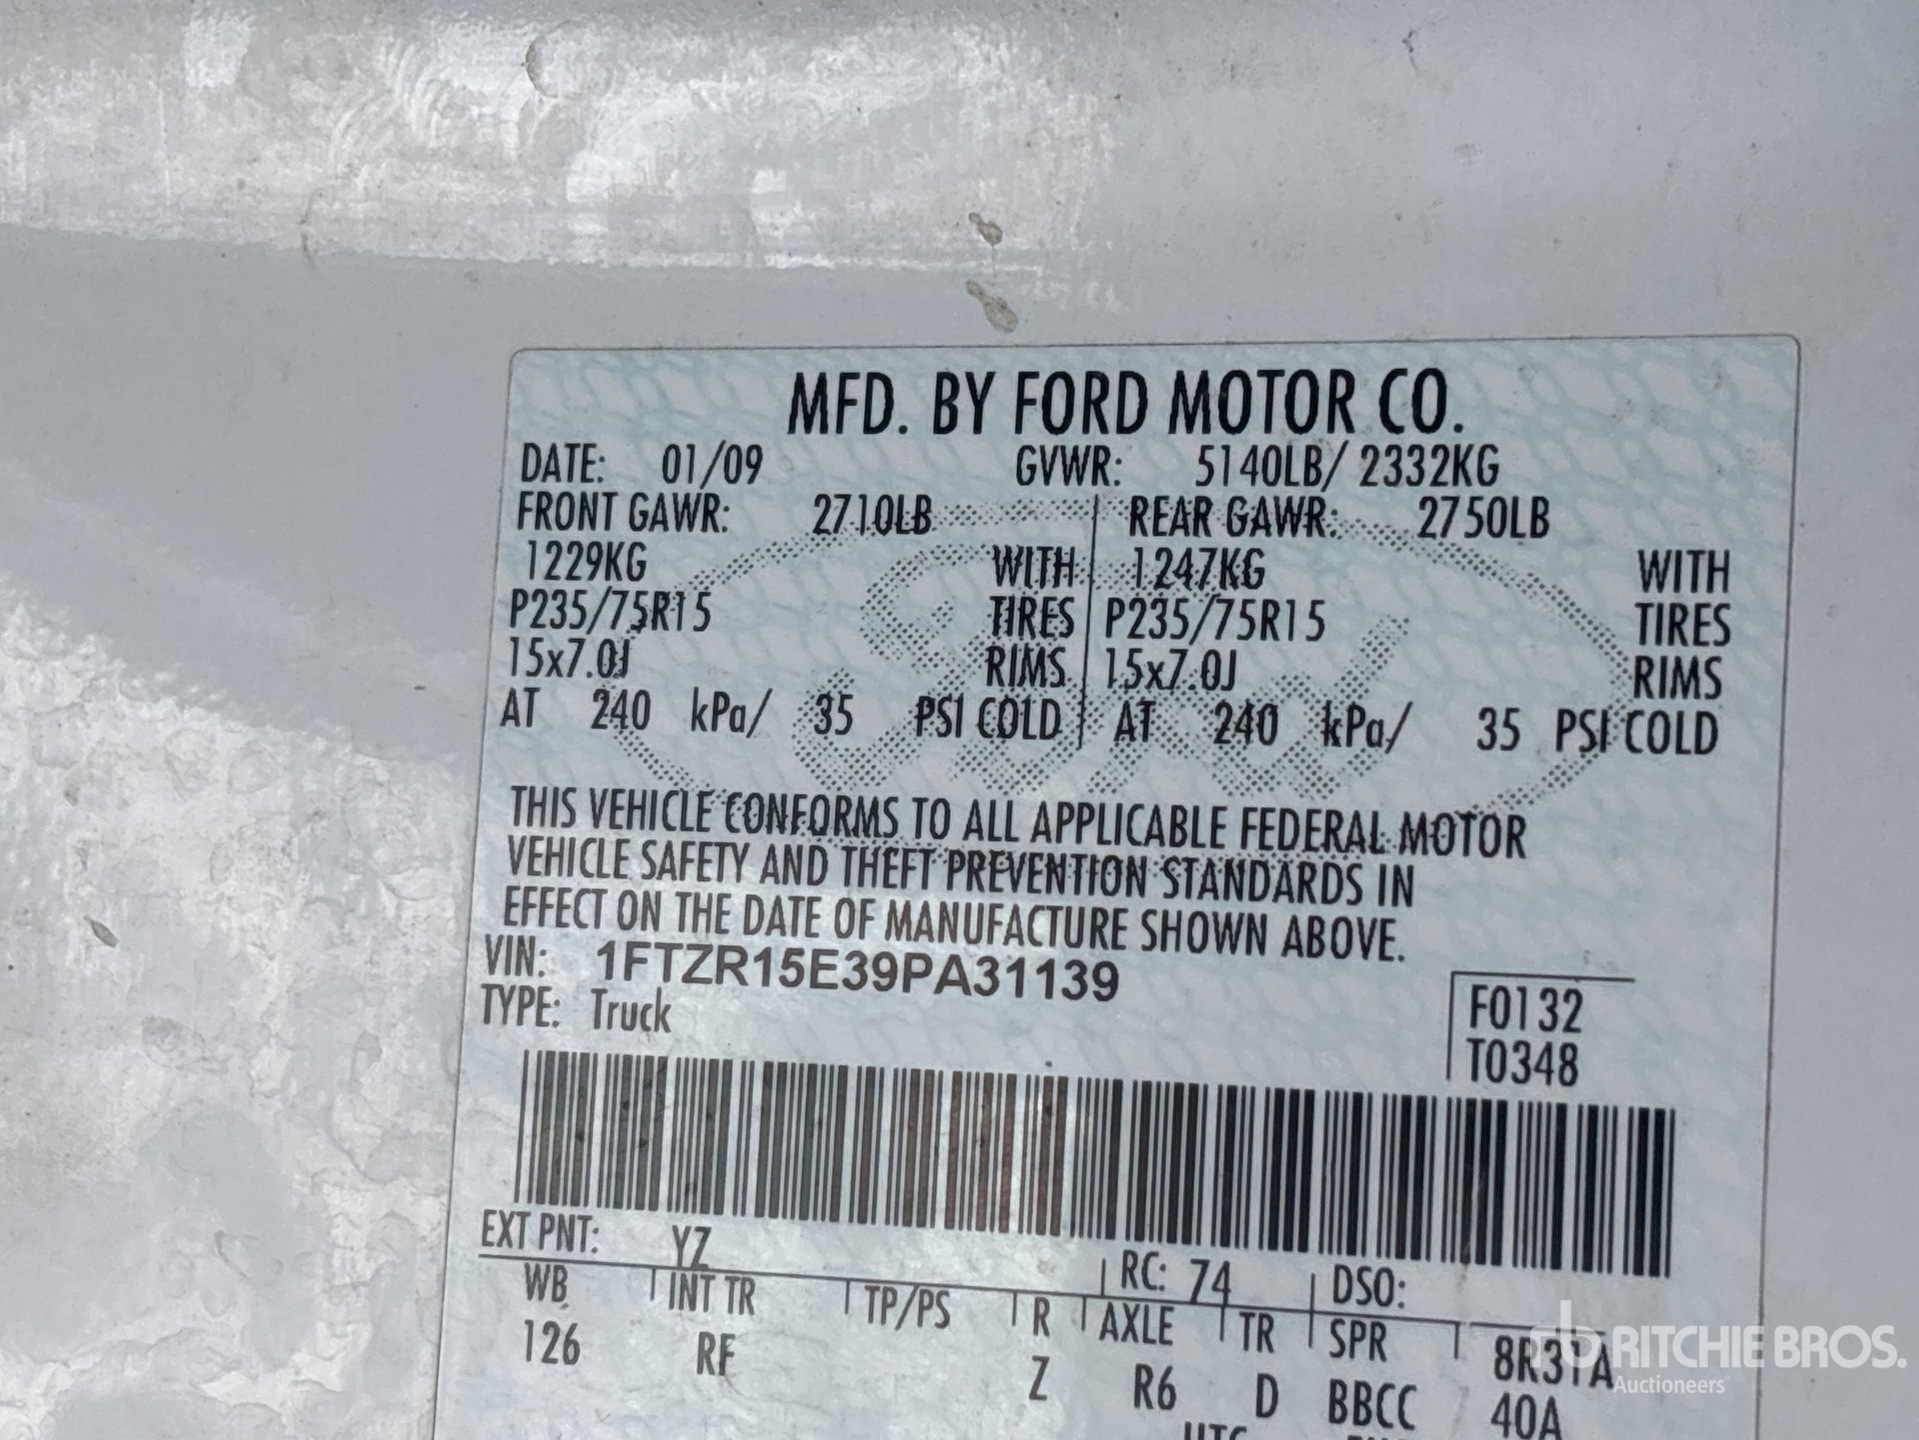 MFD. BY FORD MOTOR CO.
DATE: 01/09 GVWR: 5140LB/ 2332KG
FRONT GAWR: 2710LB REAR GAWR: 2750LB
1229KG WITH 1247KG WITH
P235/75R15 TIRES P235/75R15 TIRES
15x7.0J RIMS 15x7.0J RIMS
AT 240 kPa/ 35 PSI COLD AT 240 kPa/ 35 PSI COLD
THIS VEHICLE CONFORMS TO ALL APPLICABLE FEDERAL MOTOR
VEHICLE SAFETY AND THEFT PREVENTION STANDARDS IN
EFFECT ON THE DATE OF MANUFACTURE SHOWN ABOVE.
VIN: 1FTZR15E39PA31139
TYPE: Truck
F0132
T0348
EXT PNT: YZ RC: 74 DSO:
WB INT TR TP/PS R AXLE TR SPR 8R31A
126 RF Z R6 D BBCC 40A
RITCHIE BROS.
Auctioneers